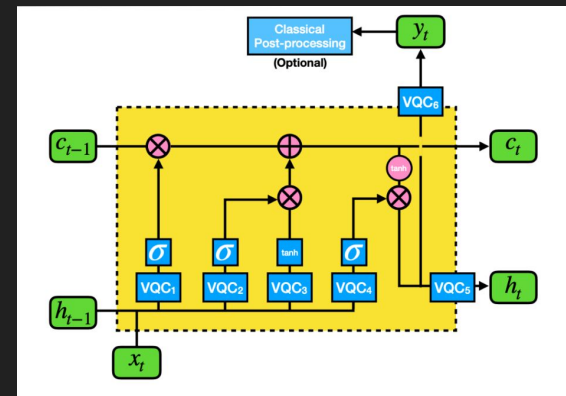 Classical
Post-processing
(Optional)
yₜ
VQC₆
cₜ₋₁
cₜ
tanh
σ
σ
tanh
σ
VQC₁
VQC₂
VQC₃
VQC₄
VQC₅
hₜ
hₜ₋₁
xₜ